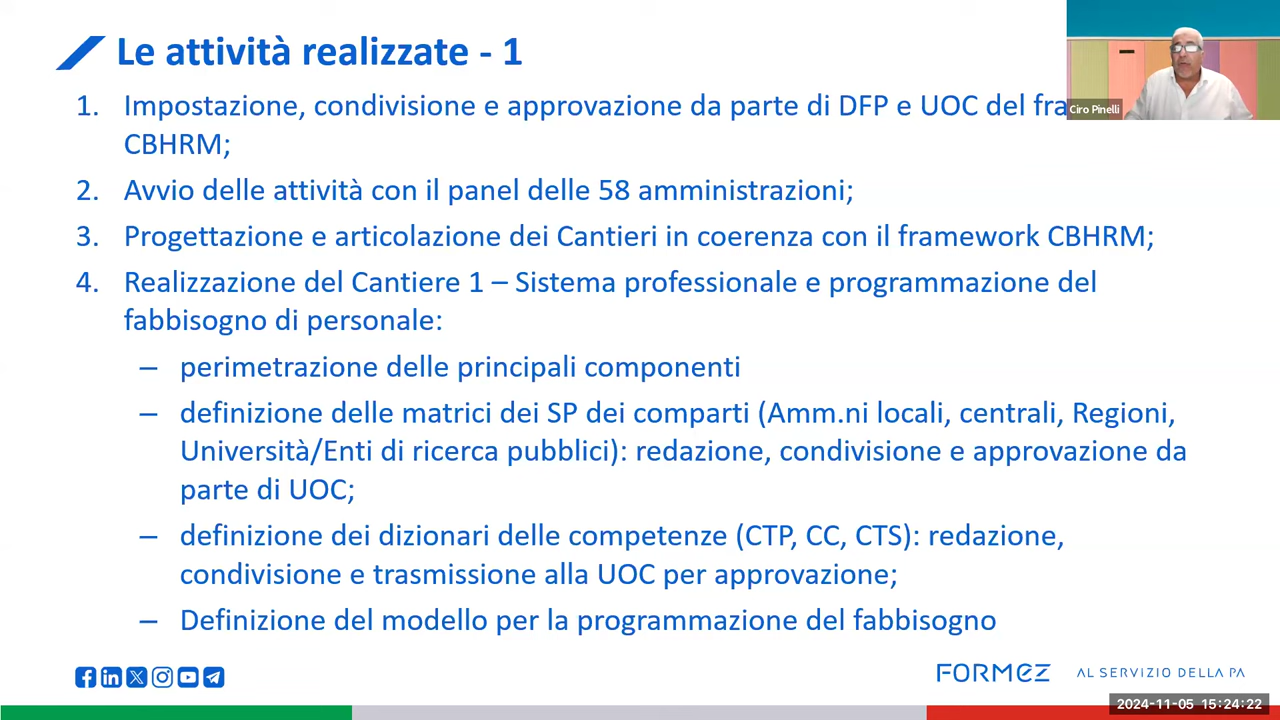 Le attività realizzate - 1
1. Impostazione, condivisione e approvazione da parte di DFP e UOC del
CBHRM;
Ciro Pinelli
2. Avvio delle attività con il panel delle 58 amministrazioni;
3. Progettazione e articolazione dei Cantieri in coerenza con il framework CBHRM;
4. Realizzazione del Cantiere 1 – Sistema professionale e programmazione del
fabbisogno di personale:
– perimetrazione delle principali componenti
– definizione delle matrici dei SP dei comparti (Amm.ni locali, centrali, Regioni,
Università/Enti di ricerca pubblici): redazione, condivisione e approvazione da
parte di UOC;
– definizione dei dizionari delle competenze (CTP, CC, CTS): redazione,
condivisione e trasmissione alla UOC per approvazione;
– Definizione del modello per la programmazione del fabbisogno
FORMEZ AL SERVIZIO DELLA PA
2024-11-05 15:24:22